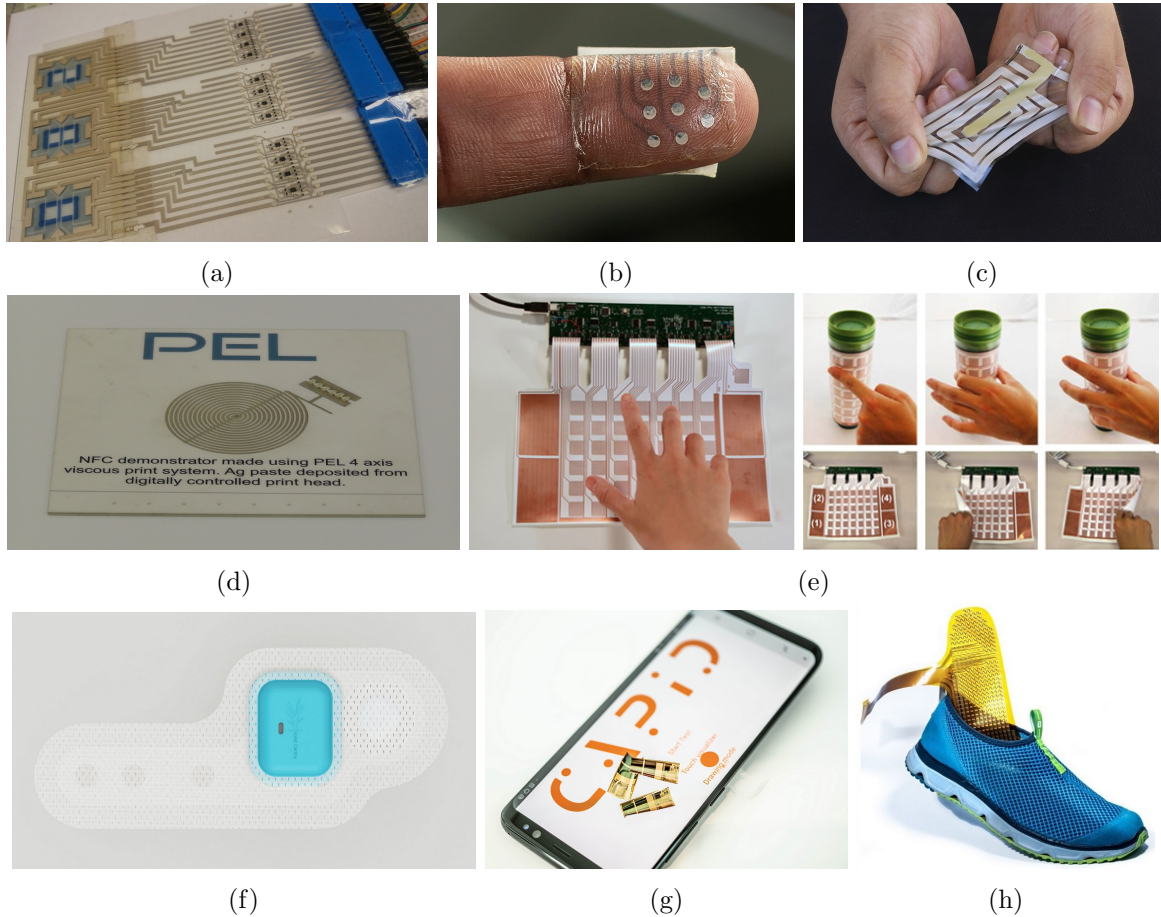 (a)
(b)
(c)
PEL
NFC demonstrator made using PEL 4 axis
viscous print system. Ag paste deposited from
digitally controlled print head.
(2)
(4)
(1)
(3)
(d)
(e)
Start Test
Touch visualizer
Drawing mode
(f)
(g)
(h)